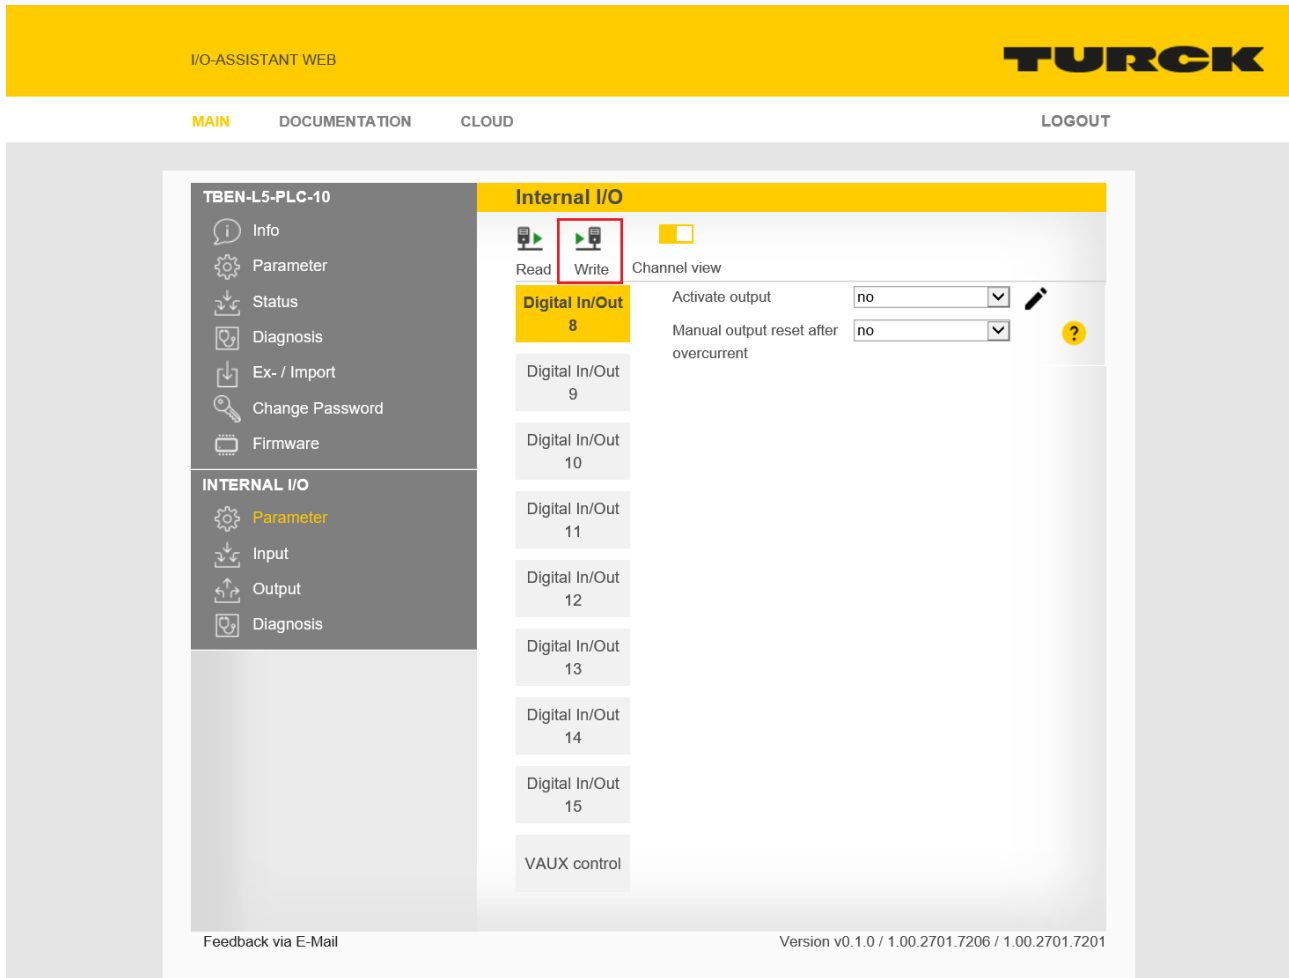 I/O-ASSISTANT WEB
TURCK
MAIN DOCUMENTATION CLOUD LOGOUT
TBEN-L5-PLC-10
Info
Parameter
Status
Diagnosis
Ex- / Import
Change Password
Firmware
INTERNAL I/O
Parameter
Input
Output
Diagnosis
Internal I/O
Read Write Channel view
Digital In/Out
8
Digital In/Out
9
Digital In/Out
10
Digital In/Out
11
Digital In/Out
12
Digital In/Out
13
Digital In/Out
14
Digital In/Out
15
VAUX control
Activate output no
Manual output reset after no
overcurrent
?
Feedback via E-Mail
Version v0.1.0 / 1.00.2701.7206 / 1.00.2701.7201